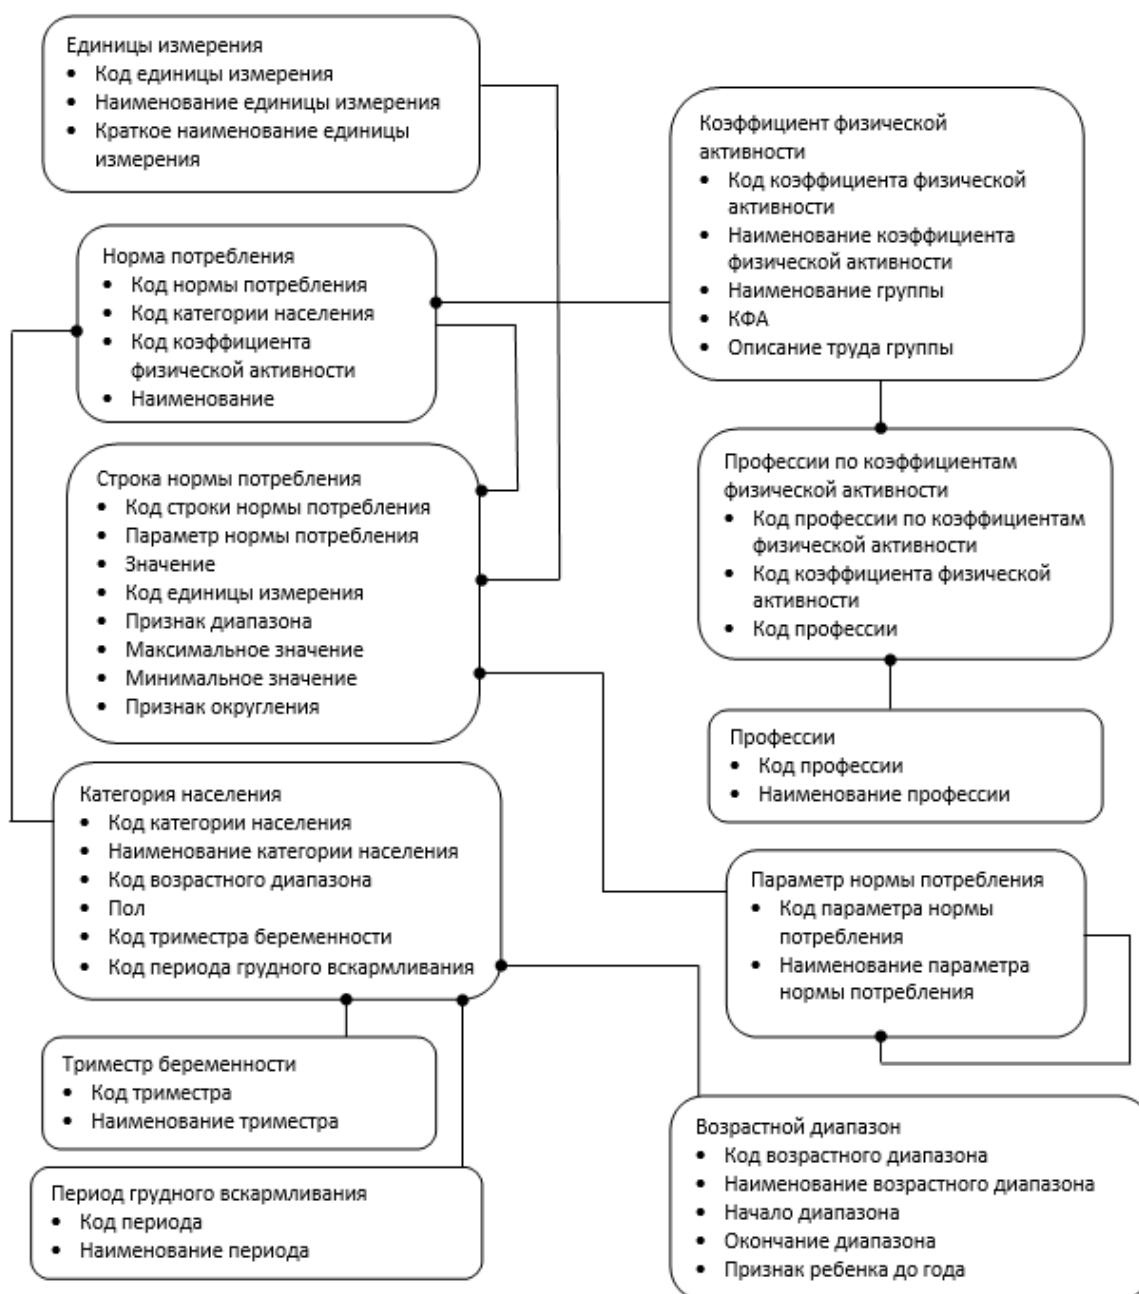 Единицы измерения
• Код единицы измерения
• Наименование единицы измерения
• Краткое наименование единицы
измерения
Норма потребления
• Код нормы потребления
• Код категории населения
• Код коэффициента
физической активности
• Наименование
Строка нормы потребления
• Код строки нормы потребления
• Параметр нормы потребления
• Значение
• Код единицы измерения
• Признак диапазона
• Максимальное значение
• Минимальное значение
• Признак округления
Категория населения
• Код категории населения
• Наименование категории населения
• Код возрастного диапазона
• Пол
• Код триместра беременности
• Код периода грудного вскармливания
Триместр беременности
• Код триместра
• Наименование триместра
Период грудного вскармливания
• Код периода
• Наименование периода
Коэффициент физической
активности
• Код коэффициента физической
активности
• Наименование коэффициента
физической активности
• Наименование группы
• КФА
• Описание труда группы
Профессии по коэффициентам
физической активности
• Код профессии по коэффициентам
физической активности
• Код коэффициента физической
активности
• Код профессии
Профессии
• Код профессии
• Наименование профессии
Параметр нормы потребления
• Код параметра нормы
потребления
• Наименование параметра
нормы потребления
Возрастной диапазон
• Код возрастного диапазона
• Наименование возрастного диапазона
• Начало диапазона
• Окончание диапазона
• Признак ребенка до года